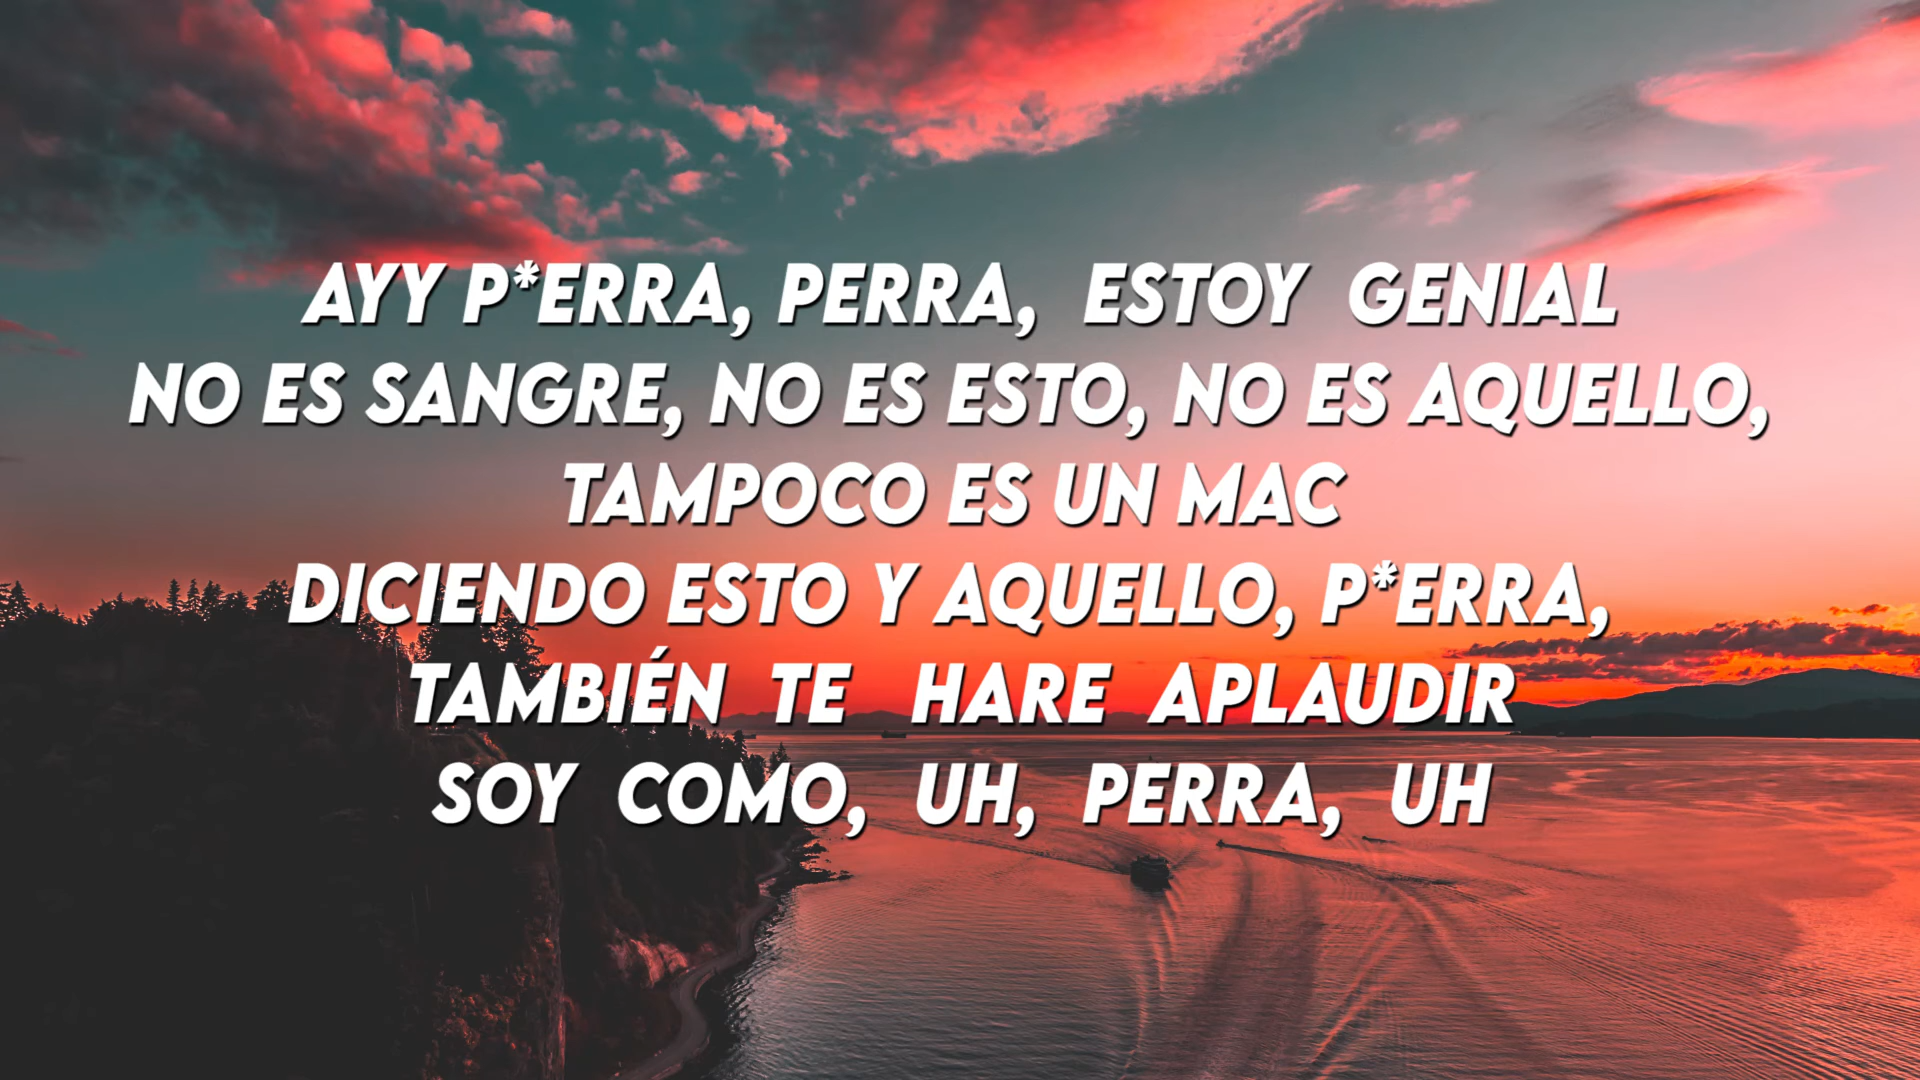 AYY P*ERRA, PERRA, ESTOY GENIAL
NO ES SANGRE, NO ES ESTO, NO ES AQUELLO,
TAMPOCO ES UN MAC
DICIENDO ESTO Y AQUELLO, P*ERRA,
TAMBIÉN TE HARE APLAUDIR
SOY COMO, UH, PERRA, UH